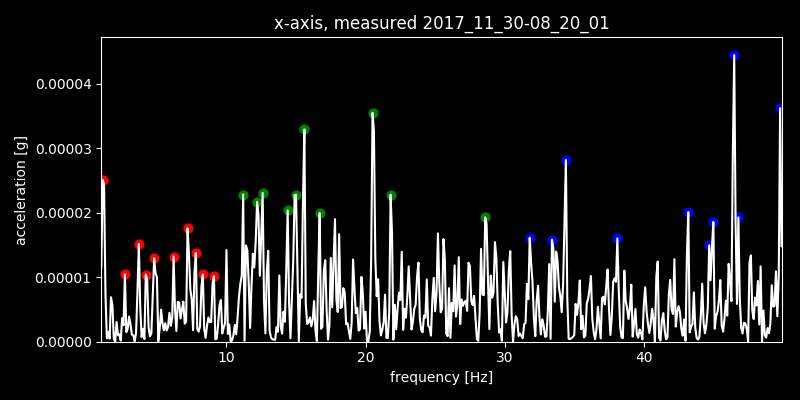 x-axis, measured 2017_11_30-08_20_01
acceleration [g]
0.00004
0.00003
0.00002
0.00001
0.00000
10 20 30 40
frequency [Hz]